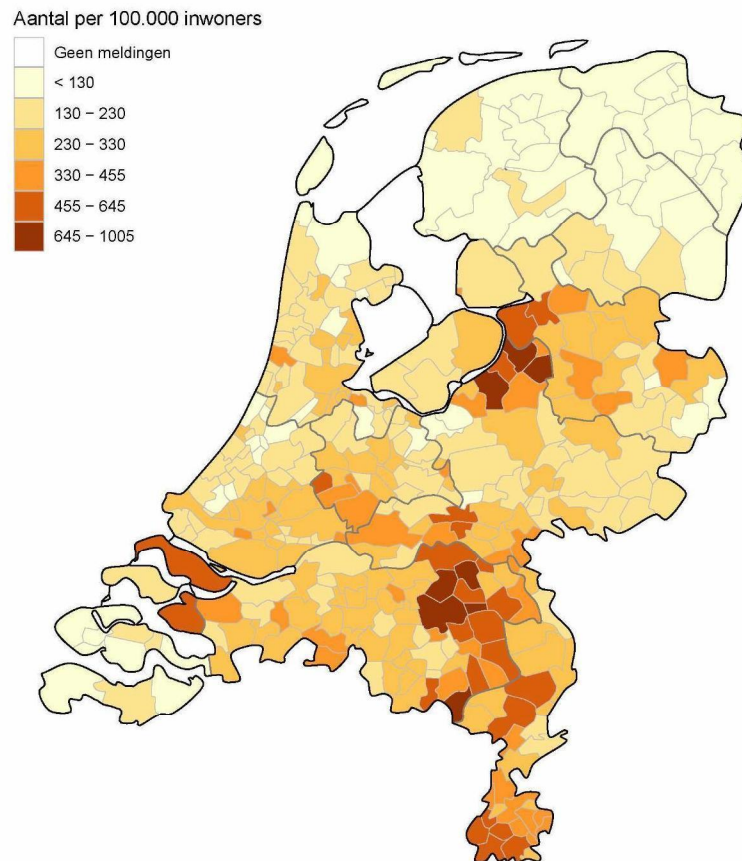 Aantal per 100.000 inwoners
Geen meldingen
< 130
130 − 230
230 − 330
330 − 455
455 − 645
645 − 1005